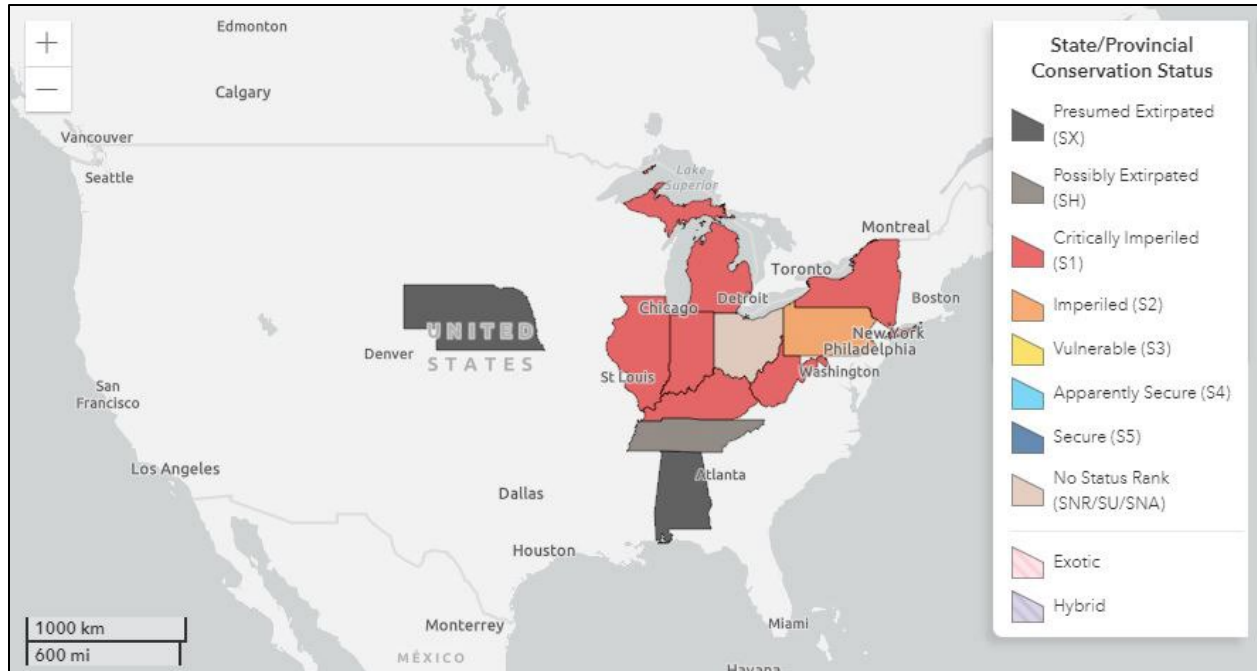 +
−
Edmonton
Calgary
Vancouver
Seattle
Lake
Superior
Montreal
Toronto
Boston
Chicago
Detroit
New York
Philadelphia
UNITED
STATES
Denver
St Louis
Washington
San
Francisco
Los Angeles
Atlanta
Dallas
Houston
Monterrey
Miami
MÉXICO
Havana
1000 km
600 mi
State/Provincial
Conservation Status
Presumed Extirpated
(SX)
Possibly Extirpated
(SH)
Critically Imperiled
(S1)
Imperiled (S2)
Vulnerable (S3)
Apparently Secure (S4)
Secure (S5)
No Status Rank
(SNR/SU/SNA)
Exotic
Hybrid